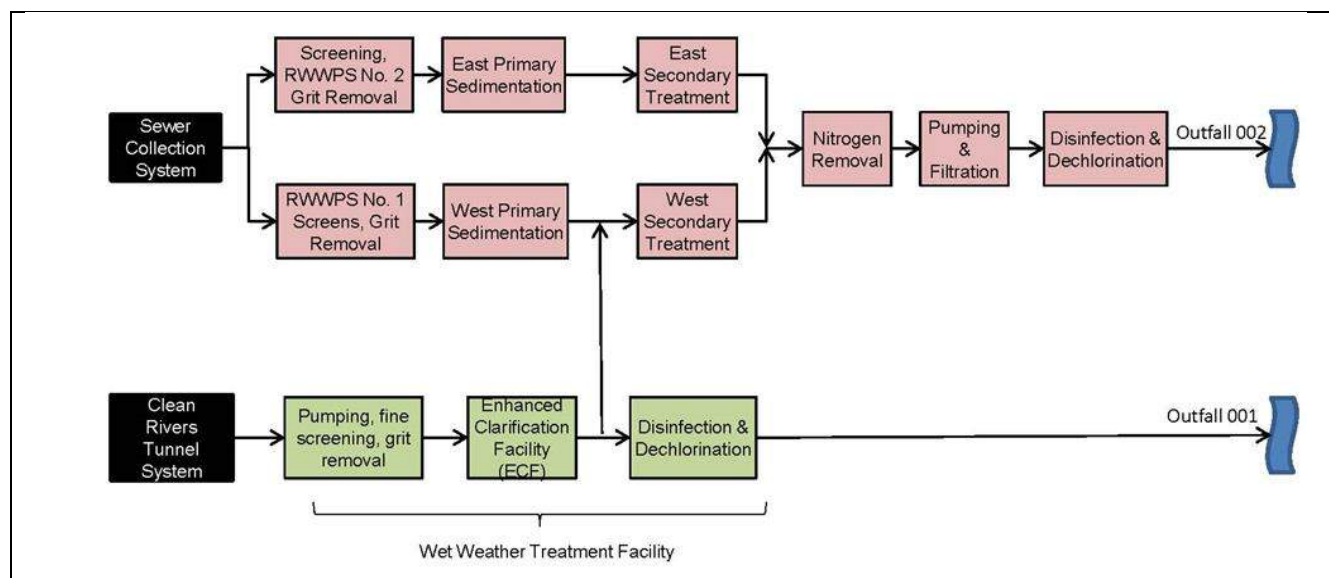 Screening,
RWWPS No. 2
Grit Removal
East Primary
Sedimentation
East
Secondary
Treatment
Sewer
Collection
System
Nitrogen
Removal
Pumping
&
Filtration
Disinfection &
Dechlorination
Outfall 002
RWWPS No. 1
Screens, Grit
Removal
West Primary
Sedimentation
West
Secondary
Treatment
Clean
Rivers
Tunnel
System
Pumping, fine
screening, grit
removal
Enhanced
Clarification
Facility
(ECF)
Disinfection &
Dechlorination
Outfall 001
Wet Weather Treatment Facility